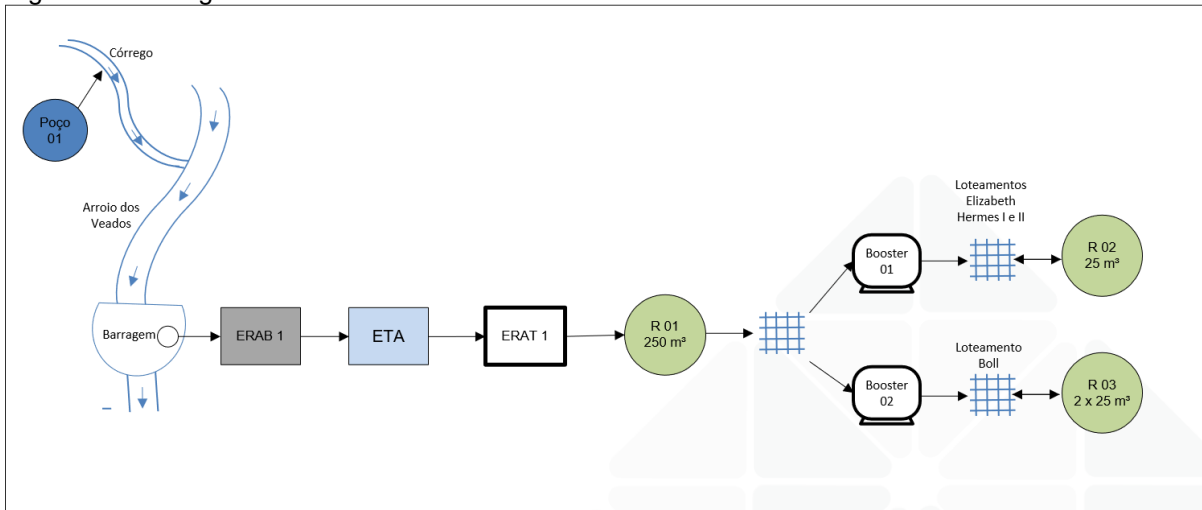 Córrego
Poço
01
Arroio dos
Veados
Barragem
ERAB 1
ETA
ERAT 1
R 01
250 m³
Booster
01
Loteamentos
Elizabeth
Hermes I e II
R 02
25 m³
Booster
02
Loteamento
Boll
R 03
2 x 25 m³